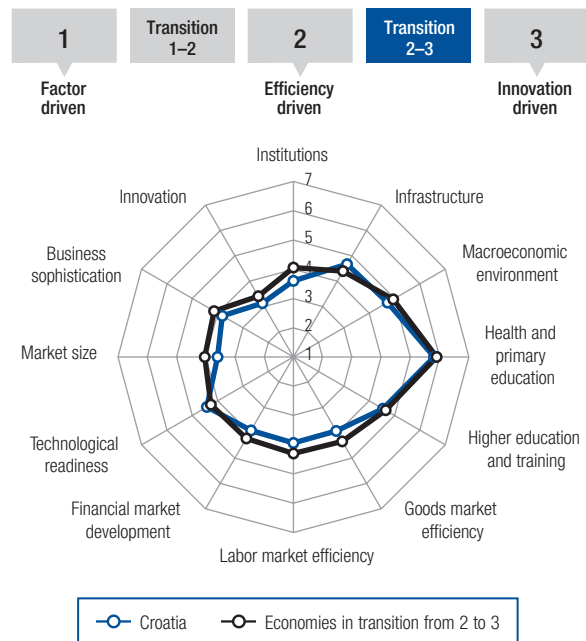 1
Transition
1–2
2
Transition
2–3
3
Factor
driven
Efficiency
driven
Innovation
driven
Institutions
Infrastructure
Macroeconomic
environment
Health and
primary
education
Higher education
and training
Goods market
efficiency
Labor market efficiency
Financial market
development
Technological
readiness
Market size
Business
sophistication
Innovation
7
6
5
4
3
2
1
Croatia
Economies in transition from 2 to 3